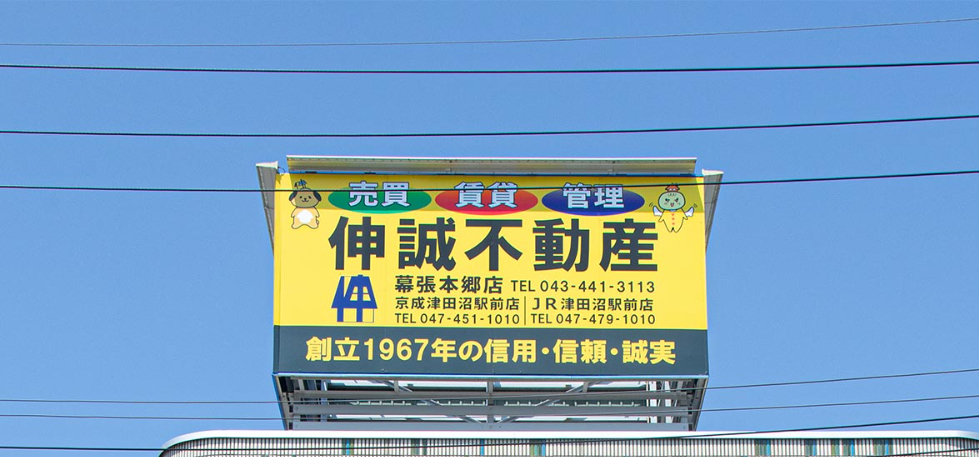 売買 賃貸 管理
伸誠不動産
幕張本郷店 TEL 043-441-3113
京成津田沼駅前店 JR津田沼駅前店
TEL 047-451-1010 TEL 047-479-1010
創立1967年の信用・信頼・誠実